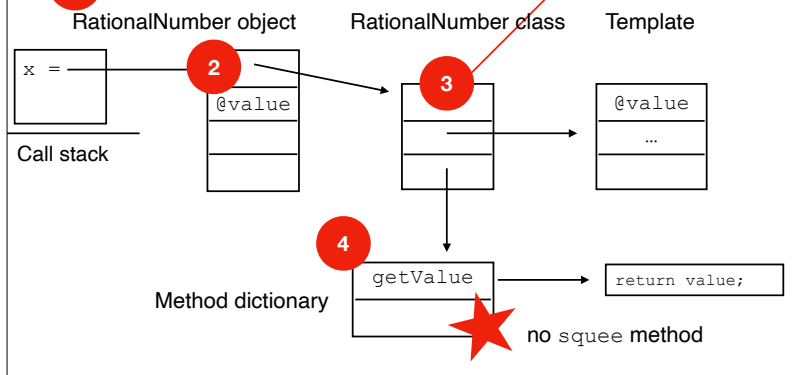 RationalNumber object
RationalNumber class
Template
x =
2
3
@value
@value
…
Call stack
4
getValue
return value;
Method dictionary
no squee method